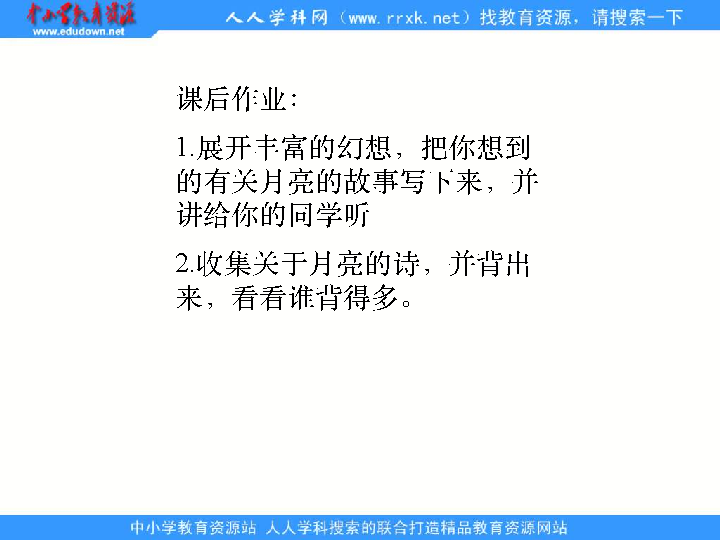 中小学教育资源
www.edudown.net
人人学科网（www.rrxk.net）找教育资源，请搜索一下
课后作业：
1.展开丰富的幻想，把你想到
的有关月亮的故事写下来，并
讲给你的同学听
2.收集关于月亮的诗，并背出
来，看看谁背得多。
中小学教育资源站 人人学科搜索的联合打造精品教育资源网站